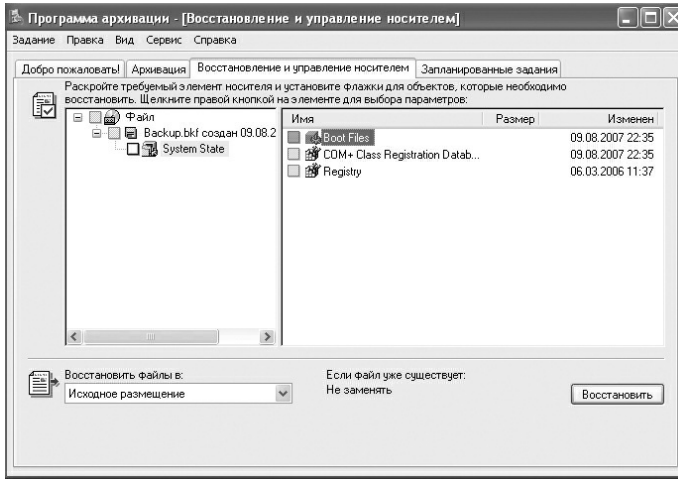 Программа архивации - [Восстановление и управление носителем]
Задание Правка Вид Сервис Справка
Добро пожаловать! Архивация Восстановление и управление носителем Запланированные задания
Раскройте требуемый элемент носителя и установите флажки для объектов, которые необходимо
восстановить. Щелкните правой кнопкой на элементе для выбора параметров:
Файл
Backup.bkf создан 09.08.2
System State
Имя Размер Изменен
Boot Files 09.08.2007 22:35
COM+ Class Registration Datab... 09.08.2007 22:35
Registry 06.03.2006 11:37
Восстановить файлы в:
Исходное размещение
Если файл уже существует:
Не заменять
Восстановить